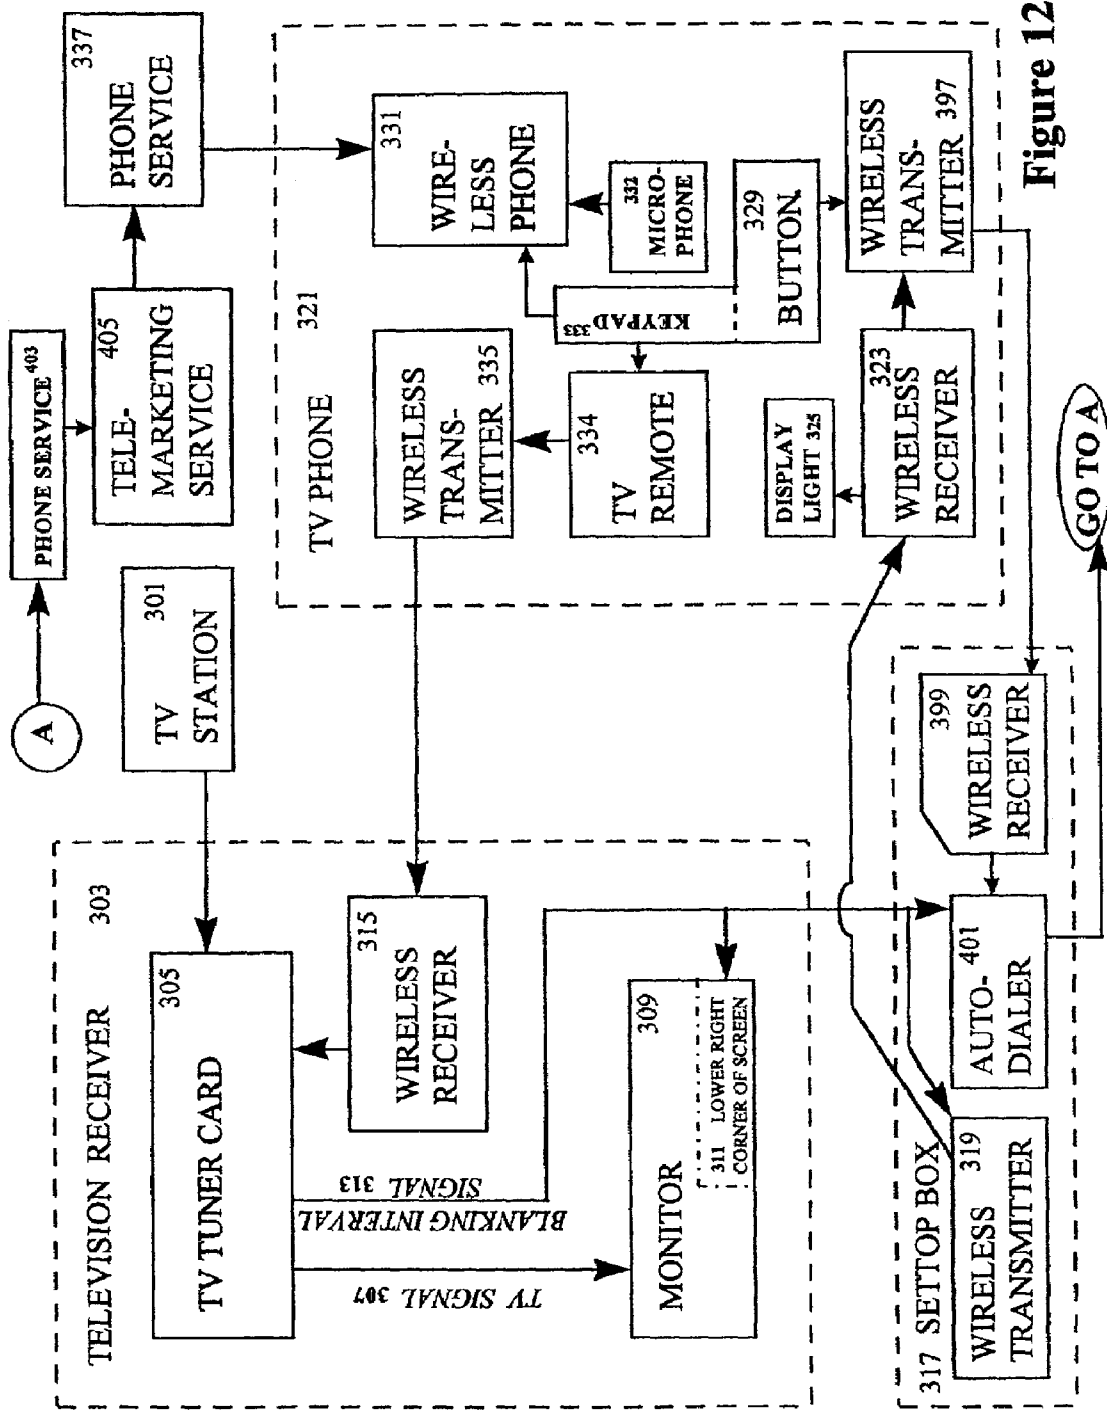 A
PHONE SERVICE 403
405
TELE-
MARKETING
SERVICE
337
PHONE
SERVICE
301
TV
STATION
TELEVISION RECEIVER 303
305
TV TUNER CARD
315
WIRELESS
RECEIVER
TV SIGNAL 307
BLANKING INTERVAL
SIGNAL 313
309
MONITOR
311 LOWER RIGHT
CORNER OF SCREEN
TV PHONE 321
331
WIRE-
LESS
PHONE
332
MICRO-
PHONE
KEYPAD 333
329
BUTTON
WIRELESS
TRANS-
MITTER 335
334
TV
REMOTE
DISPLAY
LIGHT 325
323
WIRELESS
RECEIVER
WIRELESS
TRANS-
MITTER 397
317 SETTOP BOX
319
WIRELESS
TRANSMITTER
401
AUTO-
DIALER
399
WIRELESS
RECEIVER
GO TO A
Figure 12